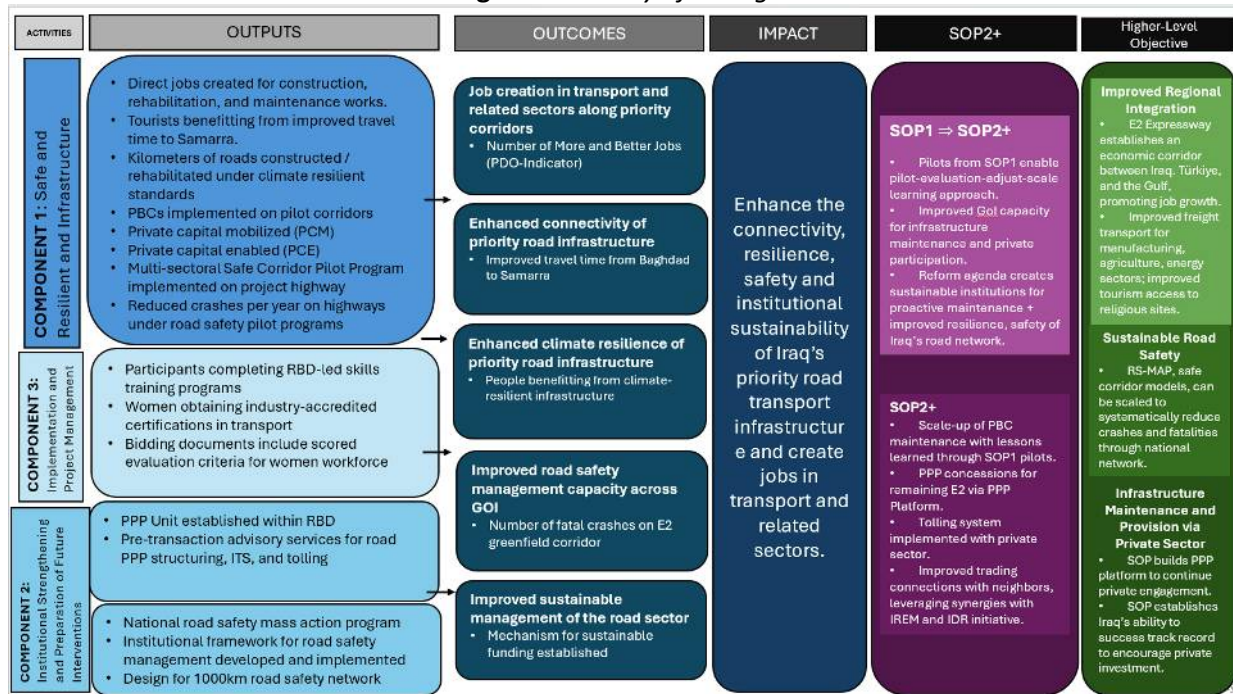 ACTIVITIES
OUTPUTS
OUTCOMES
IMPACT
SOP2+
Higher-Level
Objective
COMPONENT 1: Safe and
Resilient and Infrastructure
• Direct jobs created for construction,
rehabilitation, and maintenance works.
• Tourists benefitting from improved travel
time to Samarra.
• Kilometers of roads constructed /
rehabilitated under climate resilient
standards
• PBCs implemented on pilot corridors
• Private capital mobilized (PCM)
• Private capital enabled (PCE)
• Multi-sectoral Safe Corridor Pilot Program
implemented on project highway
• Reduced crashes per year on highways
under road safety pilot programs
COMPONENT 3:
Implementation and
Project Management
• Participants completing RBD-led skills
training programs
• Women obtaining industry-accredited
certifications in transport
• Bidding documents include scored
evaluation criteria for women workforce
COMPONENT 2:
Institutional Strengthening
and Preparation of Future
Interventions
• PPP Unit established within RBD
• Pre-transaction advisory services for road
PPP structuring, ITS, and tolling
• National road safety mass action program
• Institutional framework for road safety
management developed and implemented
• Design for 1000km road safety network
Job creation in transport and
related sectors along priority
corridors
• Number of More and Better Jobs
(PDO-Indicator)
Enhanced connectivity of
priority road infrastructure
• Improved travel time from Baghdad
to Samarra
Enhanced climate resilience of
priority road infrastructure
• People benefitting from climate-
resilient infrastructure
Improved road safety
management capacity across
GOI
• Number of fatal crashes on E2
greenfield corridor
Improved sustainable
management of the road sector
• Mechanism for sustainable
funding established
Enhance the
connectivity,
resilience,
safety and
institutional
sustainability
of Iraq's
priority road
transport
infrastructur
e and create
jobs in
transport and
related
sectors.
SOP1 ⇒ SOP2+
• Pilots from SOP1 enable
pilot-evaluation-adjust-scale
learning approach.
• Improved GoI capacity
for infrastructure
maintenance and private
participation.
• Reform agenda creates
sustainable institutions for
proactive maintenance +
improved resilience, safety of
Iraq's road network.
SOP2+
• Scale-up of PBC
maintenance with lessons
learned through SOP1 pilots.
• PPP concessions for
remaining E2 via PPP
Platform.
• Tolling system
implemented with private
sector.
• Improved trading
connections with neighbors,
leveraging synergies with
IREM and IDR initiative.
Improved Regional
Integration
• E2 Expressway
establishes an
economic corridor
between Iraq. Türkiye,
and the Gulf,
promoting job growth.
• Improved freight
transport for
manufacturing,
agriculture, energy
sectors; improved
tourism access to
religious sites.
Sustainable Road
Safety
• RS-MAP, safe
corridor models, can
be scaled to
systematically reduce
crashes and fatalities
through national
network.
Infrastructure
Maintenance and
Provision via
Private Sector
• SOP builds PPP
platform to continue
private engagement.
• SOP establishes
Iraq's ability to
success track record
to encourage private
investment.